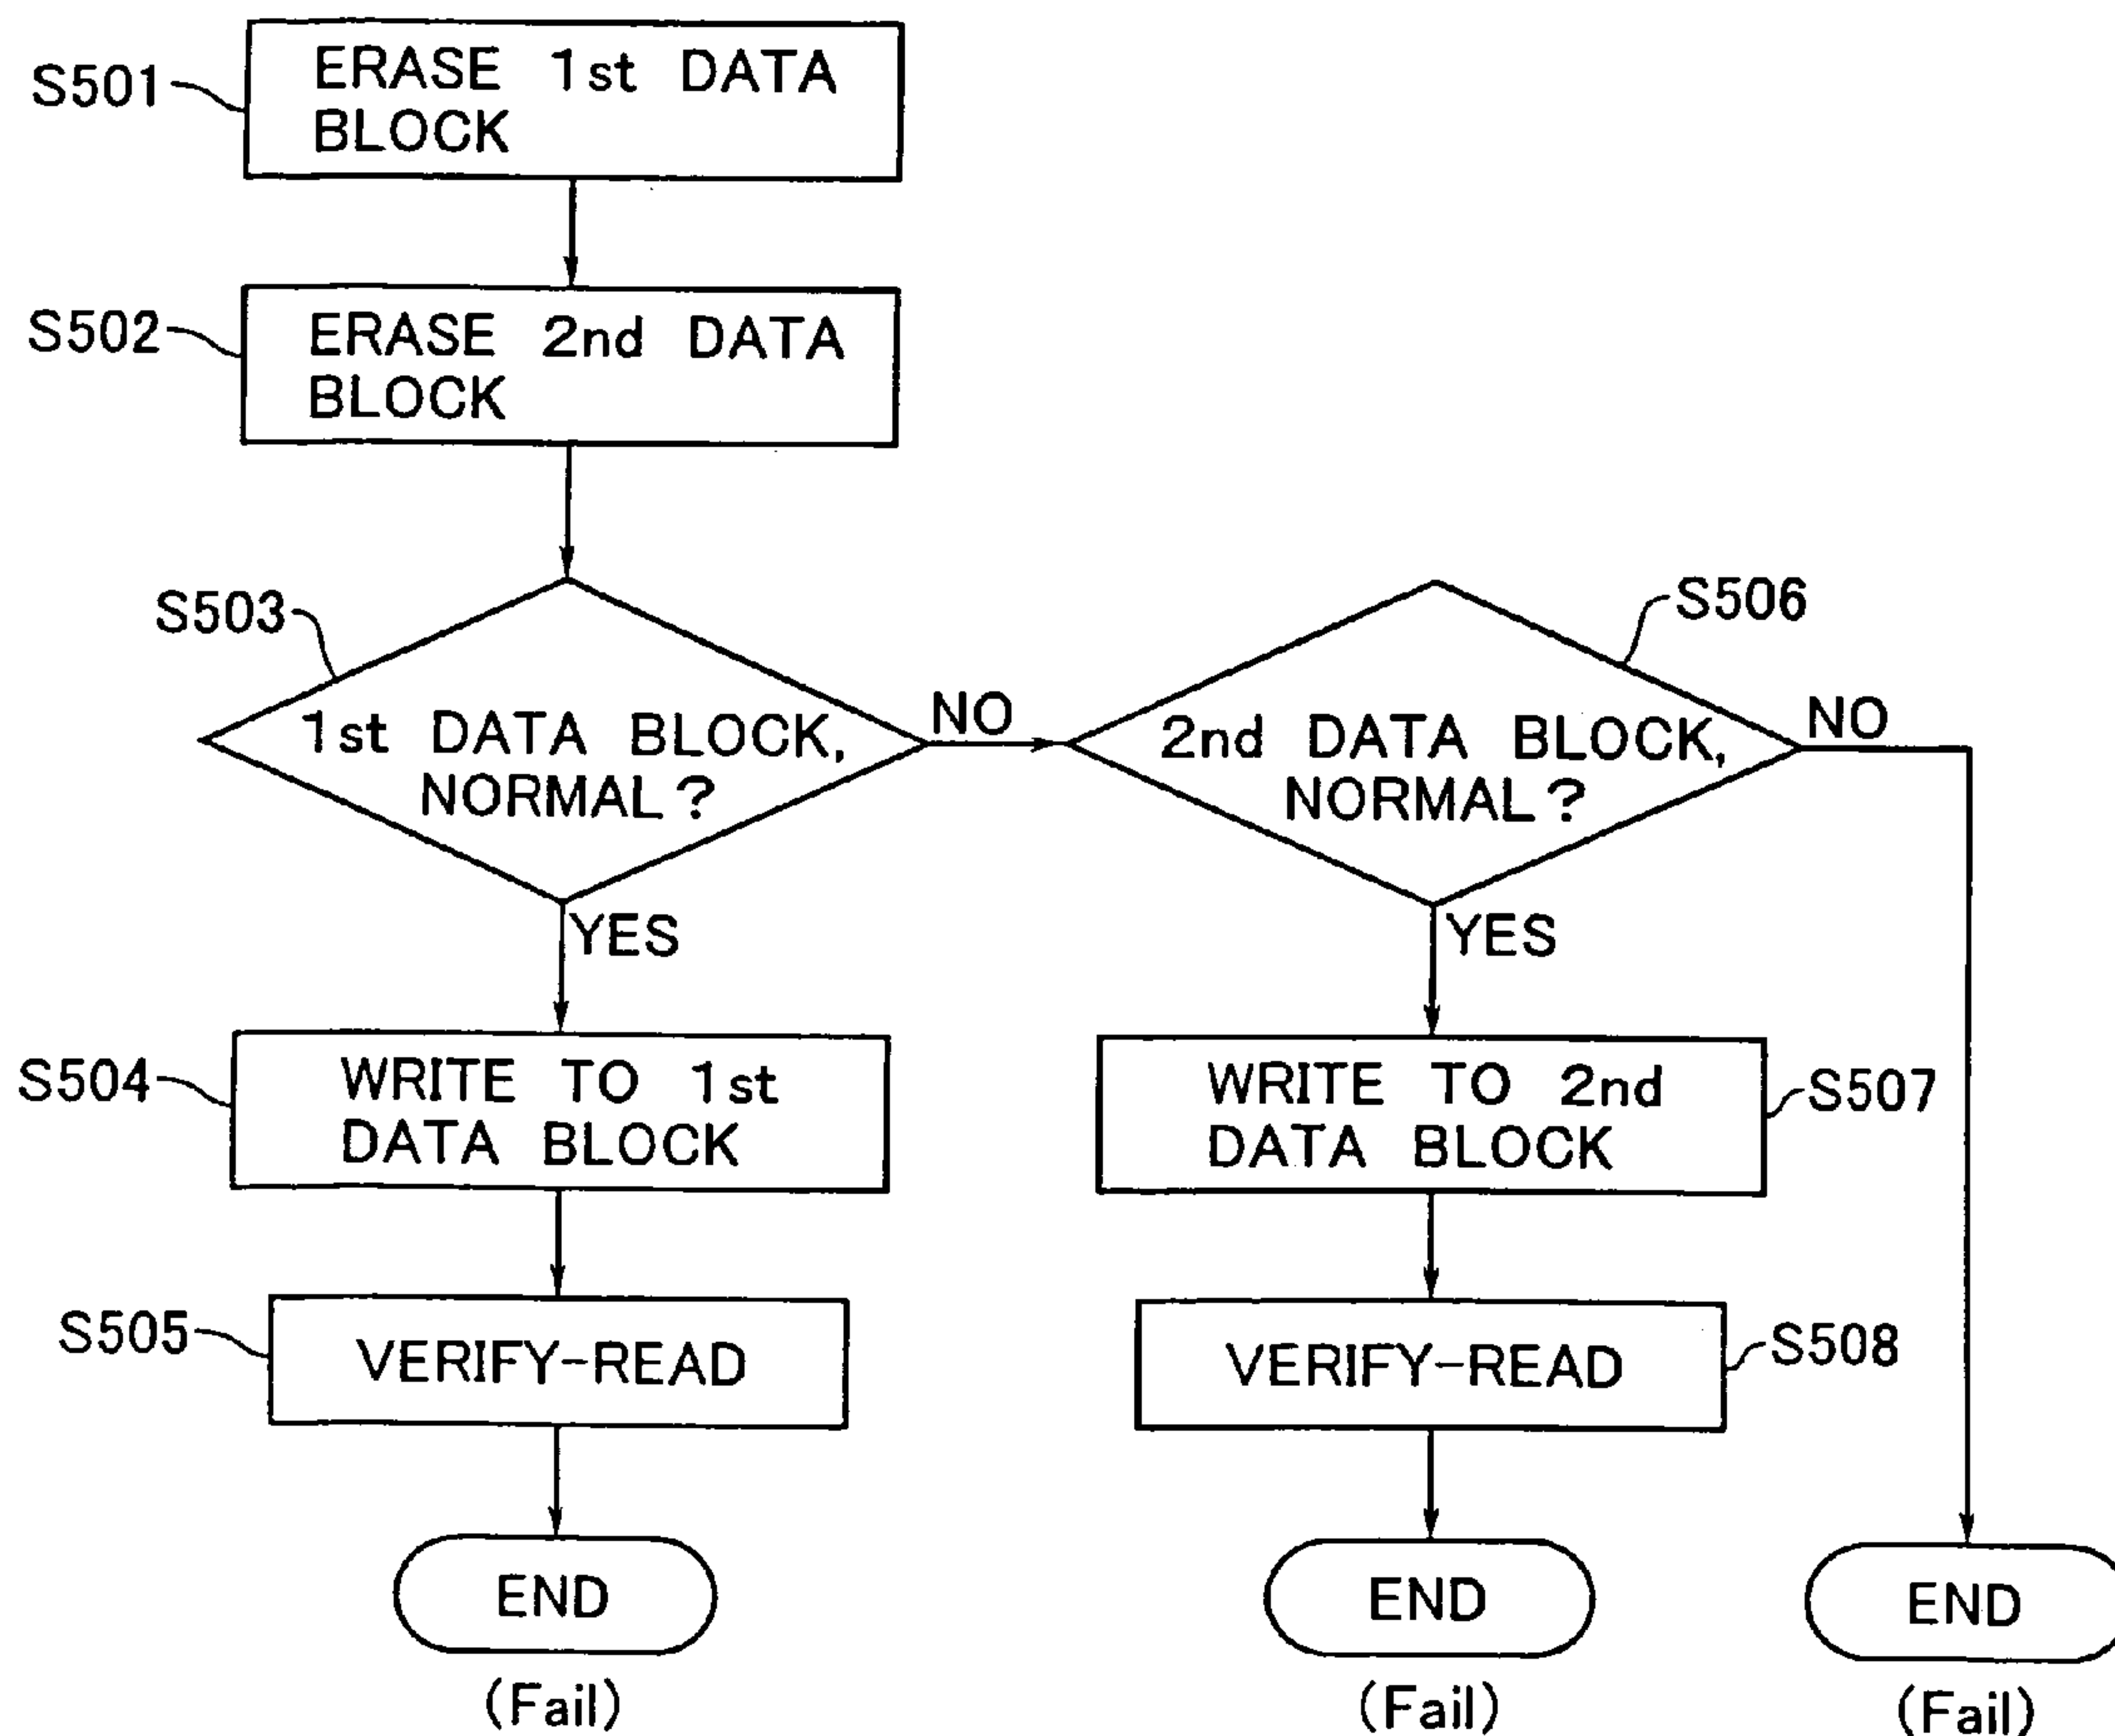 S501
ERASE 1st DATA
BLOCK
S502
ERASE 2nd DATA
BLOCK
S503
1st DATA BLOCK,
NORMAL?
NO
YES
S506
2nd DATA BLOCK,
NORMAL?
NO
YES
S504
WRITE TO 1st
DATA BLOCK
S507
WRITE TO 2nd
DATA BLOCK
S505
VERIFY-READ
S508
VERIFY-READ
END
(Fail)
END
(Fail)
END
(Fail)